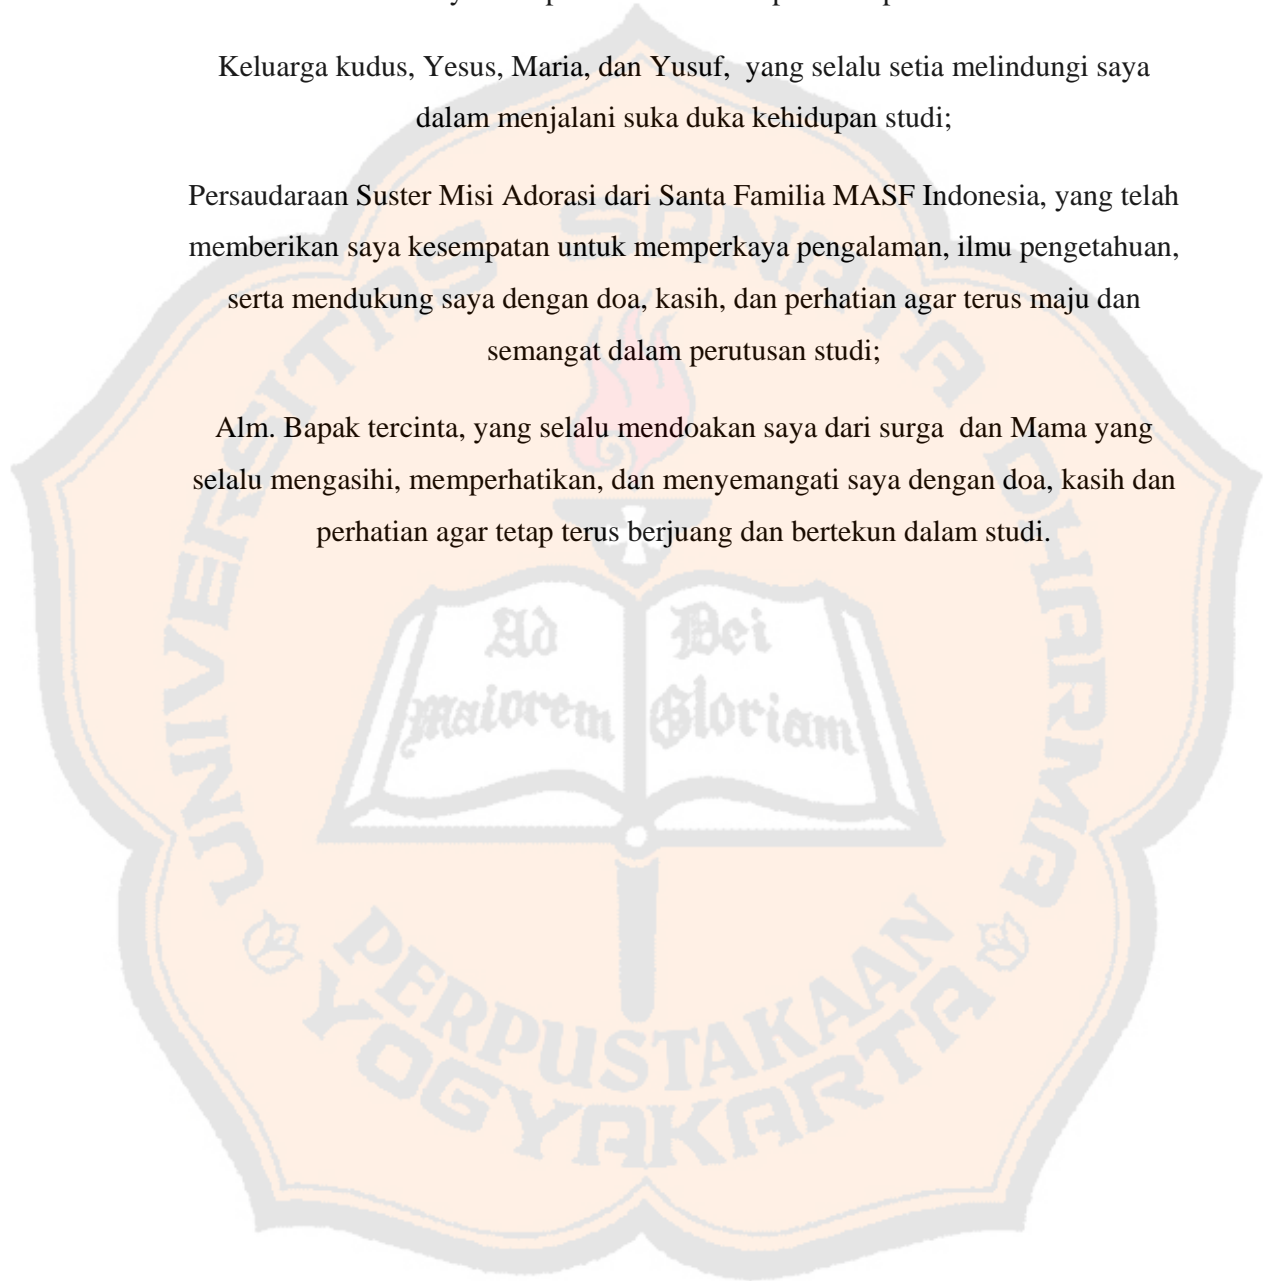 Keluarga kudus, Yesus, Maria, dan Yusuf, yang selalu setia melindungi saya
dalam menjalani suka duka kehidupan studi;
Persaudaraan Suster Misi Adorasi dari Santa Familia MASF Indonesia, yang telah
memberikan saya kesempatan untuk memperkaya pengalaman, ilmu pengetahuan,
serta mendukung saya dengan doa, kasih, dan perhatian agar terus maju dan
semangat dalam perutusan studi;
Alm. Bapak tercinta, yang selalu mendoakan saya dari surga dan Mama yang
selalu mengasihi, memperhatikan, dan menyemangati saya dengan doa, kasih dan
perhatian agar tetap terus berjuang dan bertekun dalam studi.
UNIVERSITAS SANATA DHARMA
Ad Dei
Maiorem Gloriam
PERPUSTAKAAN
YOGYAKARTA